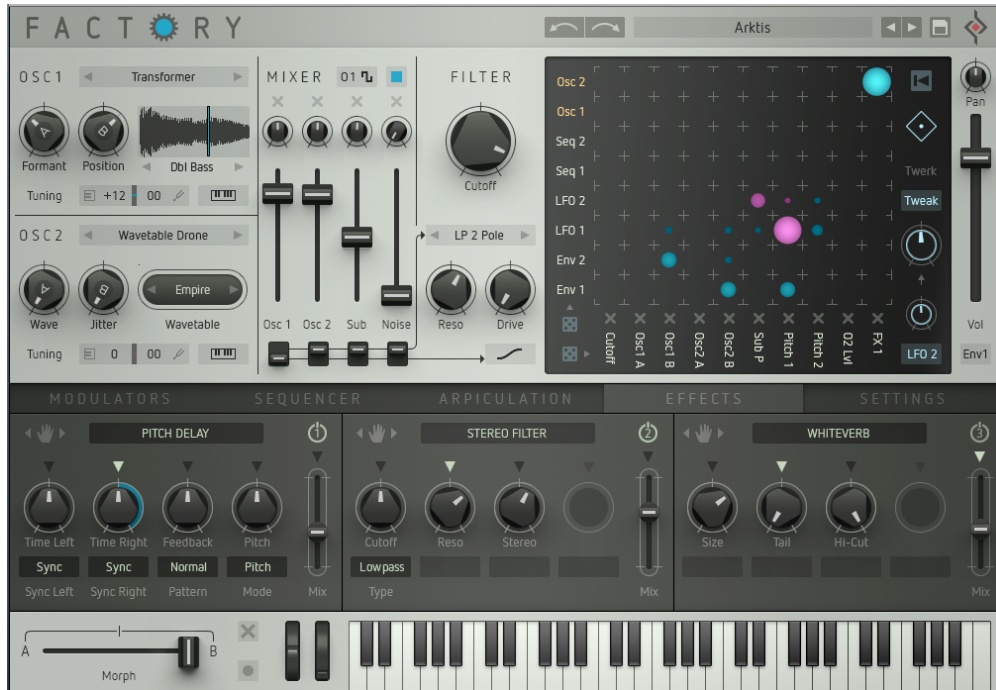 FACTORY
Arktis
OSC1
Transformer
A
B
Formant
Position
Dbl Bass
Tuning
+12
00
OSC2
Wavetable Drone
A
B
Empire
Wave
Jitter
Wavetable
Tuning
0
00
MIXER
01
Osc 1
Osc 2
Sub
Noise
FILTER
Cutoff
LP 2 Pole
Reso
Drive
Osc 2
Osc 1
Seq 2
Seq 1
LFO 2
LFO 1
Env 2
Env 1
Cutoff
Osc1 A
Osc1 B
Osc2 A
Osc2 B
Sub P
Pitch 1
Pitch 2
O2 Lvl
FX 1
Twerk
Tweak
LFO 2
Pan
Vol
Env1
MODULATORS
SEQUENCER
ARPICULATION
EFFECTS
SETTINGS
PITCH DELAY
1
Time Left
Time Right
Feedback
Pitch
Sync
Sync
Normal
Pitch
Sync Left
Sync Right
Pattern
Mode
Mix
STEREO FILTER
2
Cutoff
Reso
Stereo
Lowpass
Type
Mix
WHITEVERB
3
Size
Tail
Hi-Cut
Mix
A
B
Morph